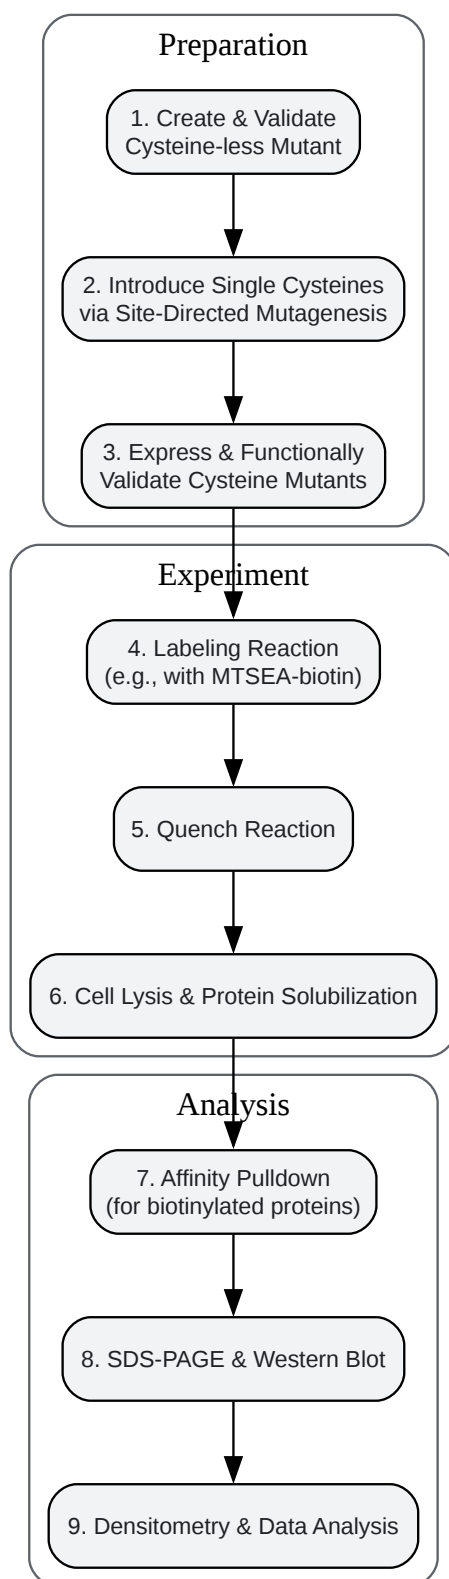 Preparation
1. Create & Validate
Cysteine-less Mutant
2. Introduce Single Cysteines
via Site-Directed Mutagenesis
3. Express & Functionally
Validate Cysteine Mutants
Experiment
4. Labeling Reaction
(e.g., with MTSEA-biotin)
5. Quench Reaction
6. Cell Lysis & Protein Solubilization
Analysis
7. Affinity Pulldown
(for biotinylated proteins)
8. SDS-PAGE & Western Blot
9. Densitometry & Data Analysis